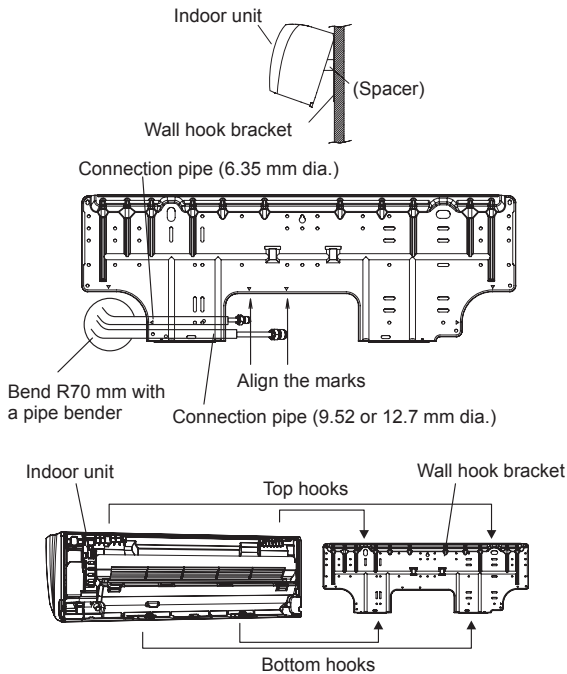 Indoor unit
(Spacer)
Wall hook bracket
Connection pipe (6.35 mm dia.)
Align the marks
Bend R70 mm with
a pipe bender
Connection pipe (9.52 or 12.7 mm dia.)
Indoor unit
Wall hook bracket
Top hooks
Bottom hooks